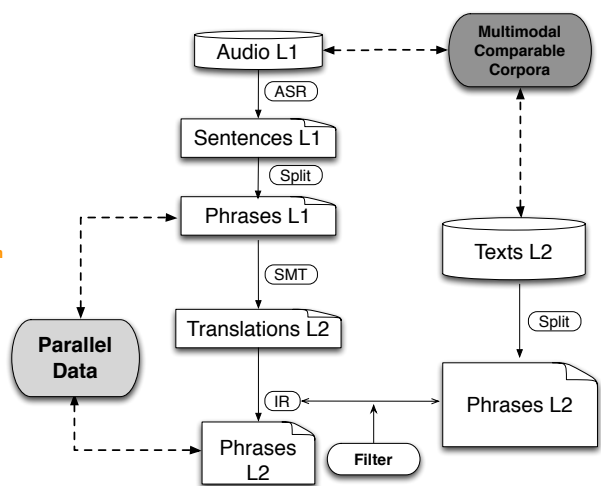 Audio L1
Multimodal
Comparable
Corpora
ASR
Sentences L1
Split
Phrases L1
Texts L2
SMT
Split
Translations L2
Parallel
Data
IR
Phrases L2
Phrases
L2
Filter